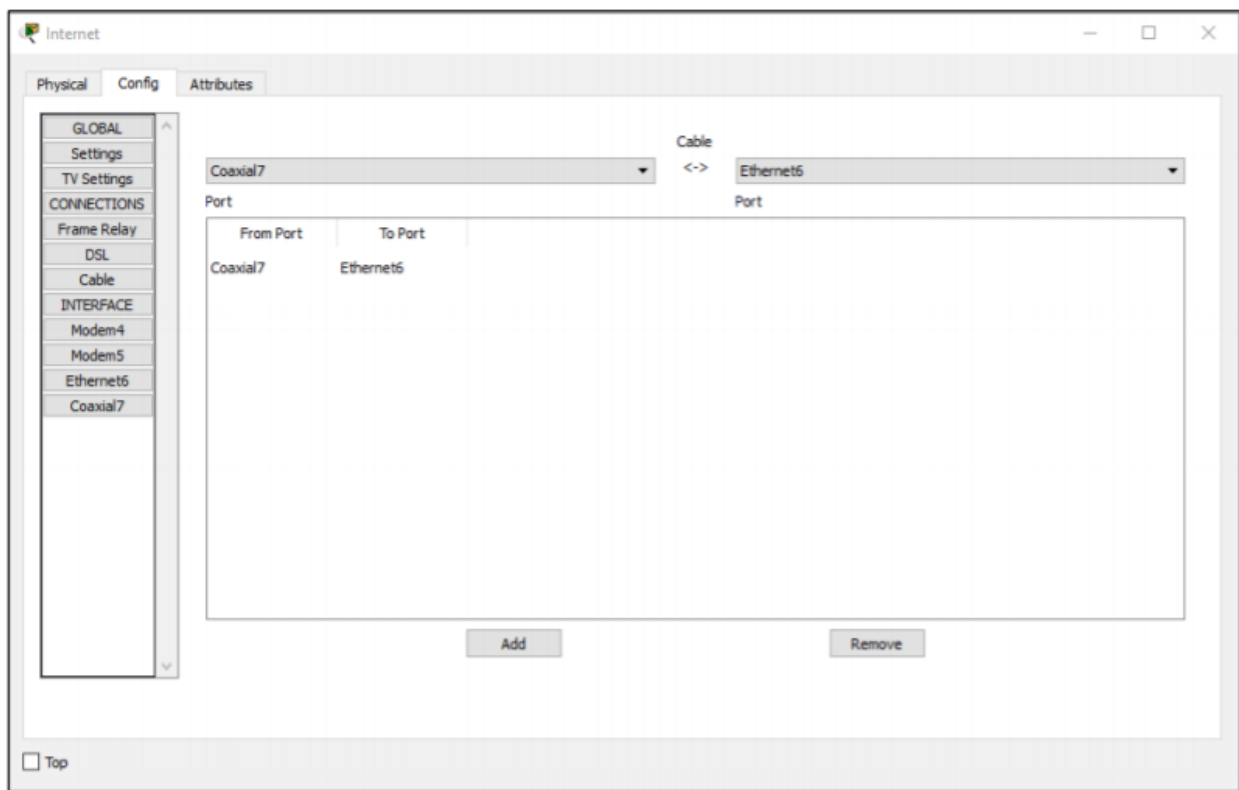 Internet
Physical Config Attributes
GLOBAL
Settings
TV Settings
CONNECTIONS
Frame Relay
DSL
Cable
INTERFACE
Modem4
Modem5
Ethernet6
Coaxial7
Cable
Coaxial7 <-> Ethernet6
Port Port
From Port To Port
Coaxial7 Ethernet6
Add Remove
Top